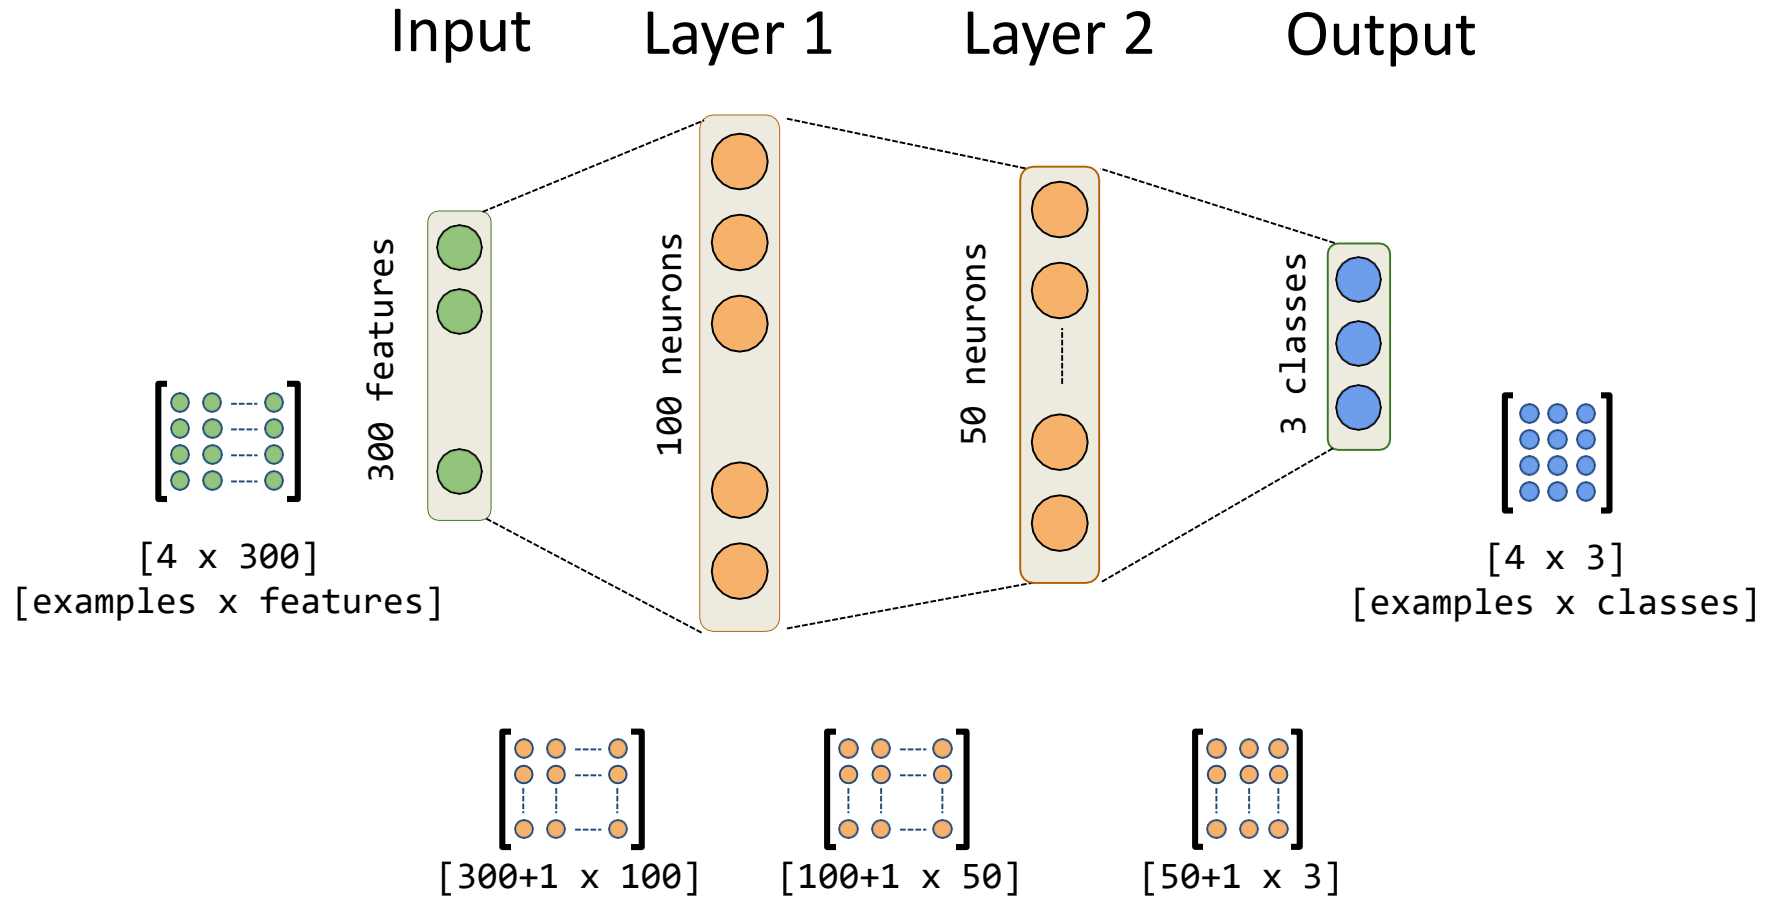 Input
Layer 1
Layer 2
Output
300 features
100 neurons
50 neurons
3 classes
[4 x 300]
[examples x features]
[4 x 3]
[examples x classes]
[300+1 x 100]
[100+1 x 50]
[50+1 x 3]